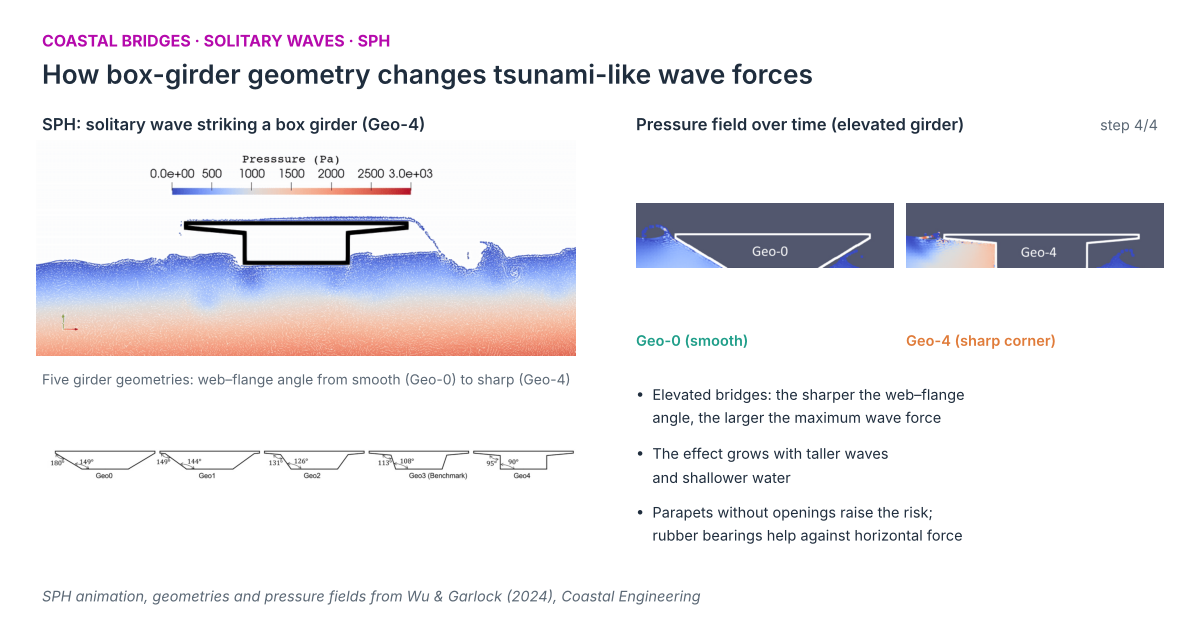 COASTAL BRIDGES · SOLITARY WAVES · SPH
How box-girder geometry changes tsunami-like wave forces
SPH: solitary wave striking a box girder (Geo-4)
Presssure (Pa)
0.0e+00 500 1000 1500 2000 2500 3.0e+03
Five girder geometries: web–flange angle from smooth (Geo-0) to sharp (Geo-4)
180° 149° 149° 144° 131° 126° 113° 108° 95° 90°
Geo0 Geo1 Geo2 Geo3 (Benchmark) Geo4
Pressure field over time (elevated girder) step 4/4
Geo-0 Geo-4
Geo-0 (smooth) Geo-4 (sharp corner)
• Elevated bridges: the sharper the web–flange
angle, the larger the maximum wave force
• The effect grows with taller waves
and shallower water
• Parapets without openings raise the risk;
rubber bearings help against horizontal force
SPH animation, geometries and pressure fields from Wu & Garlock (2024), Coastal Engineering